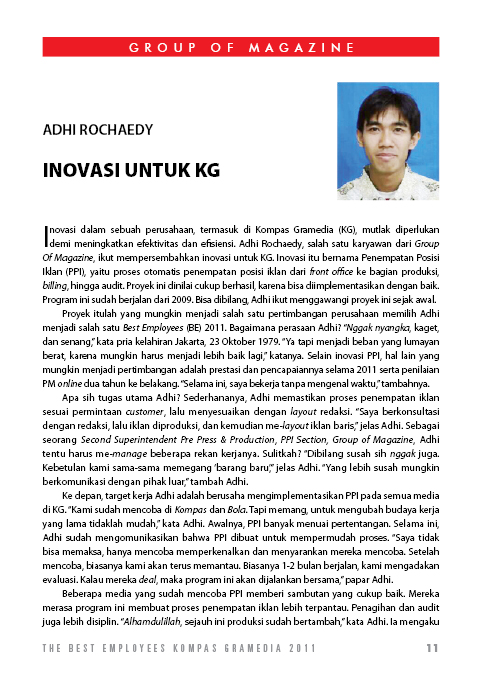 GROUP OF MAGAZINE
ADHI ROCHAEDY
INOVASI UNTUK KG
Inovasi dalam sebuah perusahaan, termasuk di Kompas Gramedia (KG), mutlak diperlukan
demi meningkatkan efektivitas dan efisiensi. Adhi Rochaedy, salah satu karyawan dari Group
Of Magazine, ikut mempersembahkan inovasi untuk KG. Inovasi itu bernama Penempatan Posisi
Iklan (PPI), yaitu proses otomatis penempatan posisi iklan dari front office ke bagian produksi,
billing, hingga audit. Proyek ini dinilai cukup berhasil, karena bisa diimplementasikan dengan baik.
Program ini sudah berjalan dari 2009. Bisa dibilang, Adhi ikut menggawangi proyek ini sejak awal.
Proyek itulah yang mungkin menjadi salah satu pertimbangan perusahaan memilih Adhi
menjadi salah satu Best Employees (BE) 2011. Bagaimana perasaan Adhi? “Nggak nyangka, kaget,
dan senang,” kata pria kelahiran Jakarta, 23 Oktober 1979. “Ya tapi menjadi beban yang lumayan
berat, karena mungkin harus menjadi lebih baik lagi,” katanya. Selain inovasi PPI, hal lain yang
mungkin menjadi pertimbangan adalah prestasi dan pencapaiannya selama 2011 serta penilaian
PM online dua tahun ke belakang. “Selama ini, saya bekerja tanpa mengenal waktu,” tambahnya.
Apa sih tugas utama Adhi? Sederhananya, Adhi memastikan proses penempatan iklan
sesuai permintaan customer, lalu menyesuaikan dengan layout redaksi. “Saya berkonsultasi
dengan redaksi, lalu iklan diproduksi, dan kemudian me-layout iklan baris,” jelas Adhi. Sebagai
seorang Second Superintendent Pre Press & Production, PPI Section, Group of Magazine, Adhi
tentu harus me-manage beberapa rekan kerjanya. Sulitkah? “Dibilang susah sih nggak juga.
Kebetulan kami sama-sama memegang ‘barang baru’,” jelas Adhi. “Yang lebih susah mungkin
berkomunikasi dengan pihak luar,” tambah Adhi.
Ke depan, target kerja Adhi adalah berusaha mengimplementasikan PPI pada semua media
di KG. “Kami sudah mencoba di Kompas dan Bola. Tapi memang, untuk mengubah budaya kerja
yang lama tidaklah mudah,” kata Adhi. Awalnya, PPI banyak menuai pertentangan. Selama ini,
Adhi sudah mengomunikasikan bahwa PPI dibuat untuk mempermudah proses. “Saya tidak
bisa memaksa, hanya mencoba memperkenalkan dan menyarankan mereka mencoba. Setelah
mencoba, biasanya kami akan terus memantau. Biasanya 1-2 bulan berjalan, kami mengadakan
evaluasi. Kalau mereka deal, maka program ini akan dijalankan bersama,” papar Adhi.
Beberapa media yang sudah mencoba PPI memberi sambutan yang cukup baik. Mereka
merasa program ini membuat proses penempatan iklan lebih terpantau. Penagihan dan audit
juga lebih disiplin. “Alhamdulillah, sejauh ini produksi sudah bertambah,” kata Adhi. Ia mengaku
THE BEST EMPLOYEES KOMPAS GRAMEDIA 2011 11